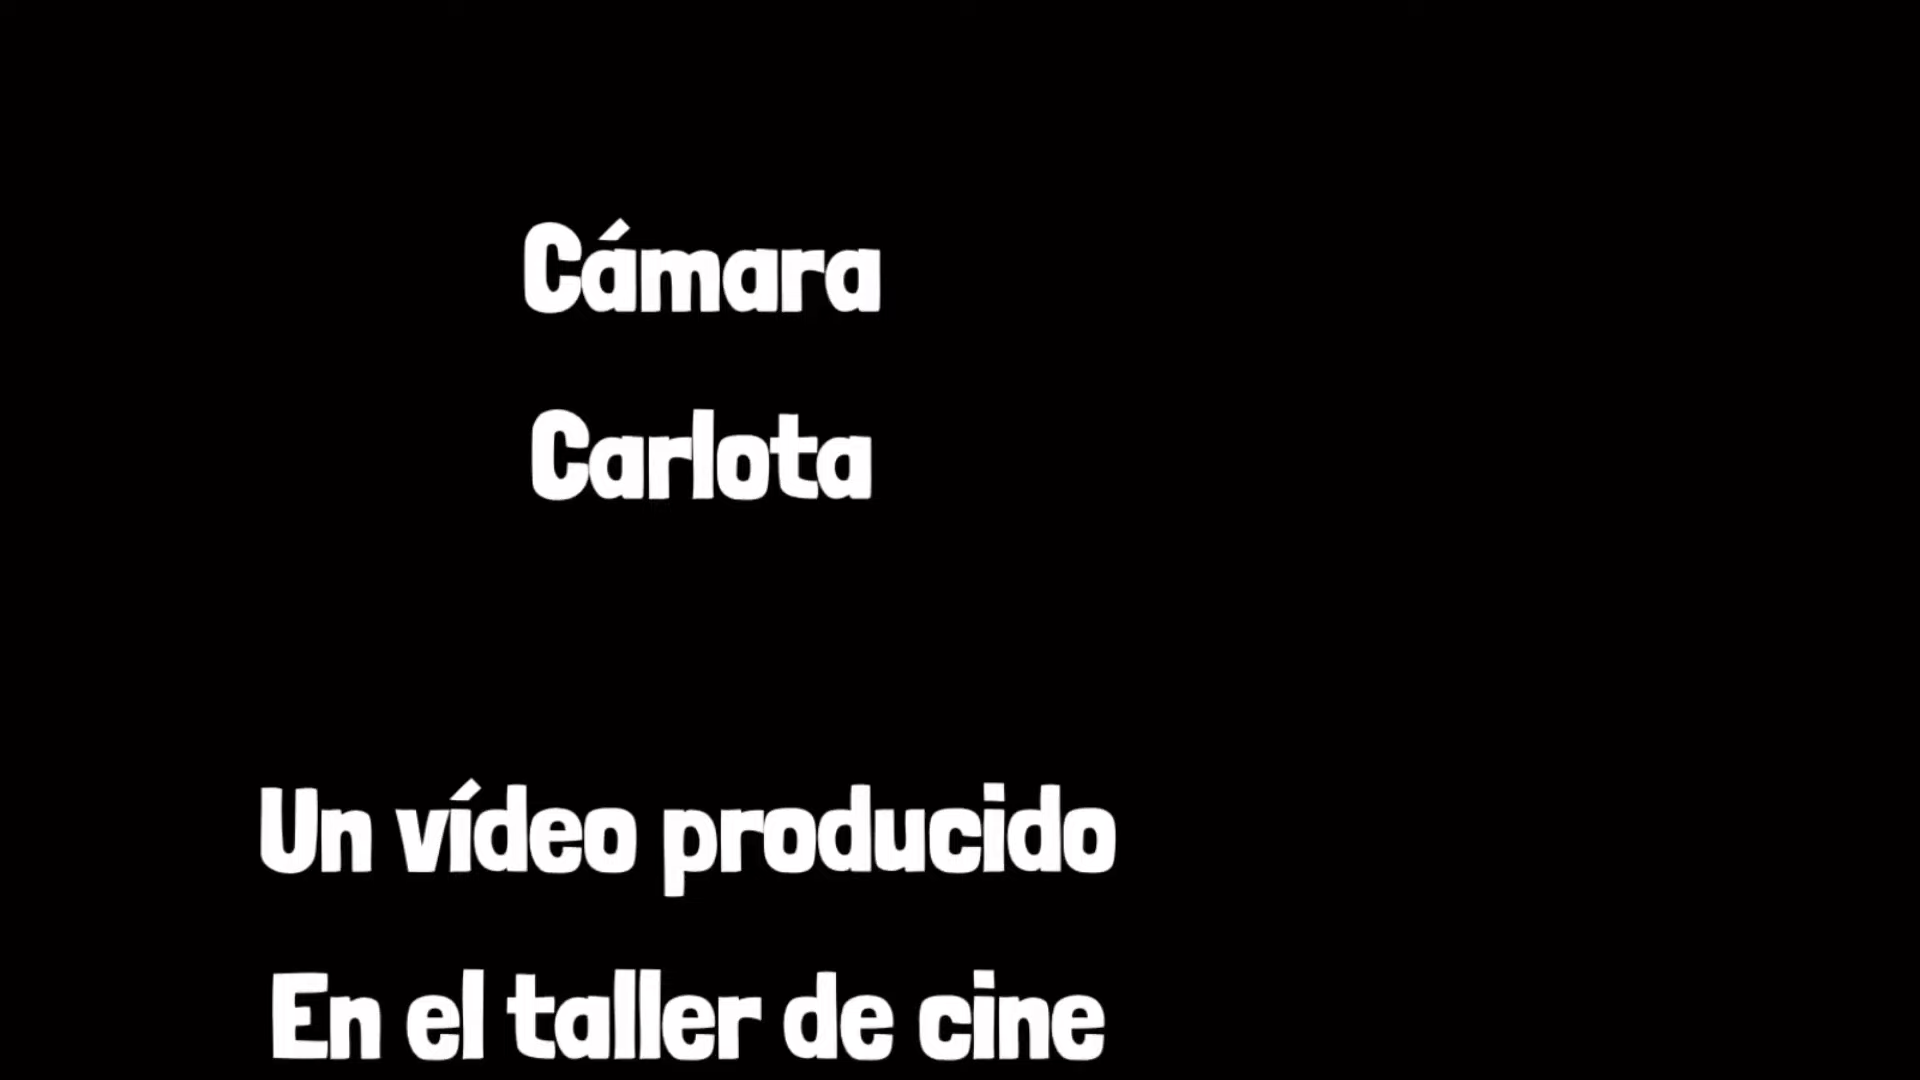 Cámara
Carlota
Un vídeo producido
En el taller de cine